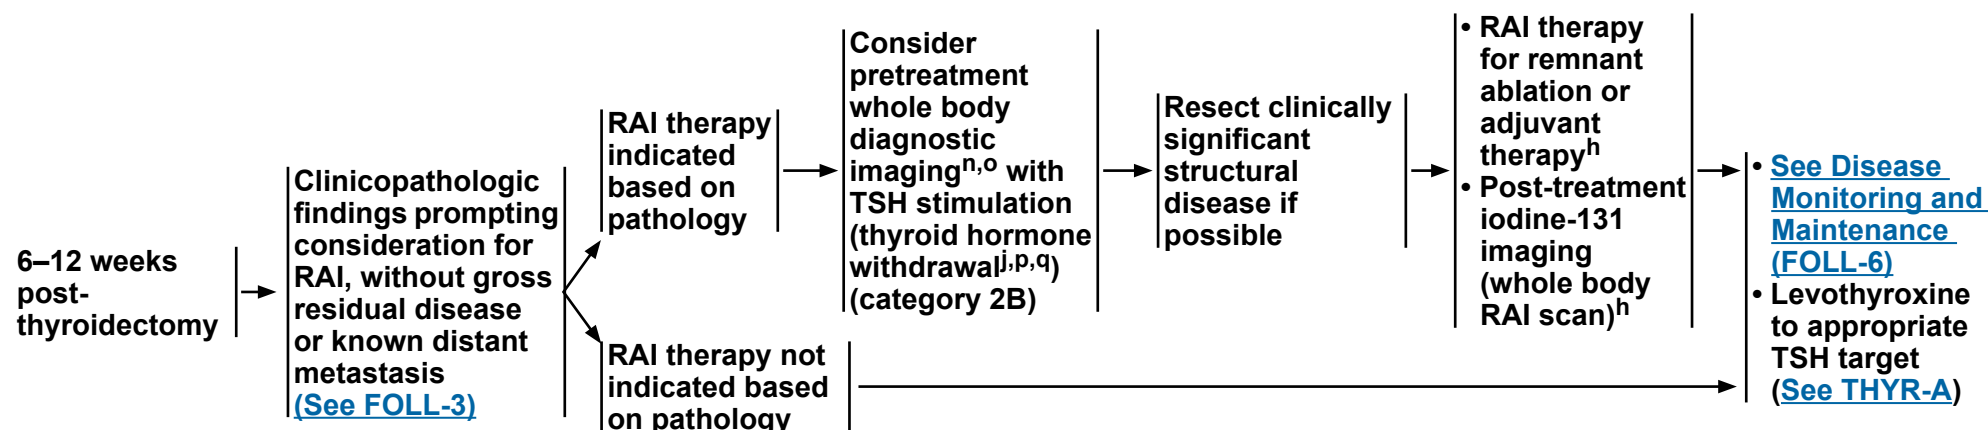 6–12 weeks
post-
thyroidectomy
Clinicopathologic
findings prompting
consideration for
RAI, without gross
residual disease
or known distant
metastasis
(See FOLL-3)
RAI therapy
indicated
based on
pathology
RAI therapy not
indicated based
on pathology
Consider
pretreatment
whole body
diagnostic
imagingn,o with
TSH stimulation
(thyroid hormone
withdrawalj,p,q)
(category 2B)
Resect clinically
significant
structural
disease if
possible
• RAI therapy
for remnant
ablation or
adjuvant
therapyh
• Post-treatment
iodine-131
imaging
(whole body
RAI scan)h
• See Disease
Monitoring and
Maintenance
(FOLL-6)
• Levothyroxine
to appropriate
TSH target
(See THYR-A)